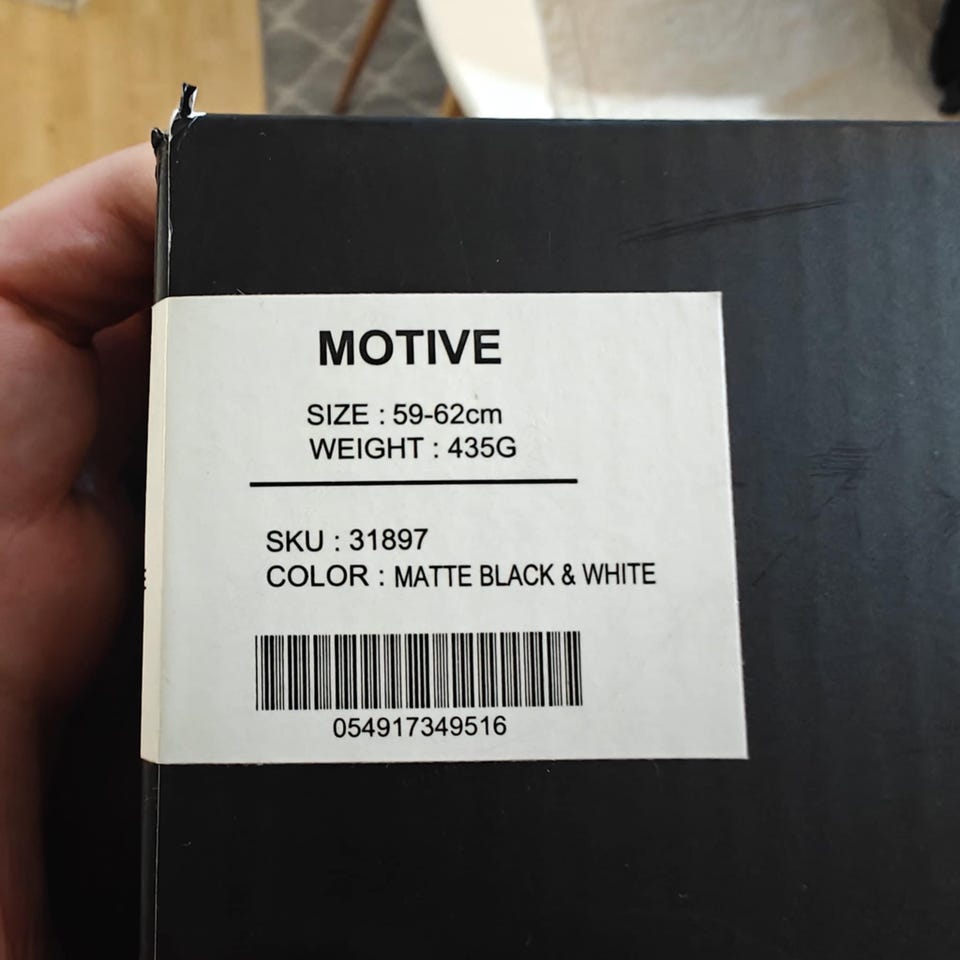 MOTIVE
SIZE : 59-62cm
WEIGHT : 435G
SKU : 31897
COLOR : MATTE BLACK & WHITE
054917349516